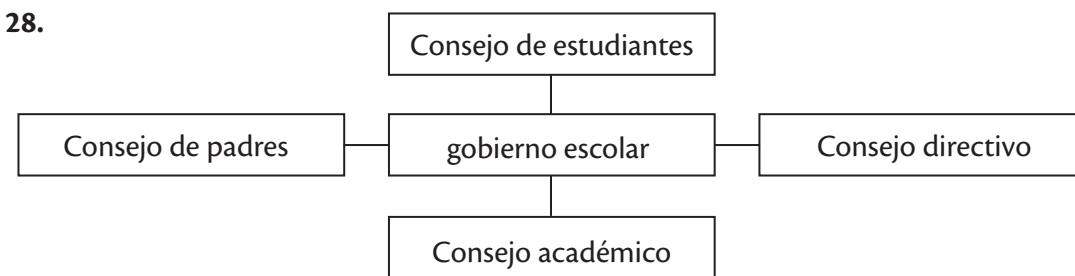 28.
Consejo de estudiantes
Consejo de padres
gobierno escolar
Consejo directivo
Consejo académico